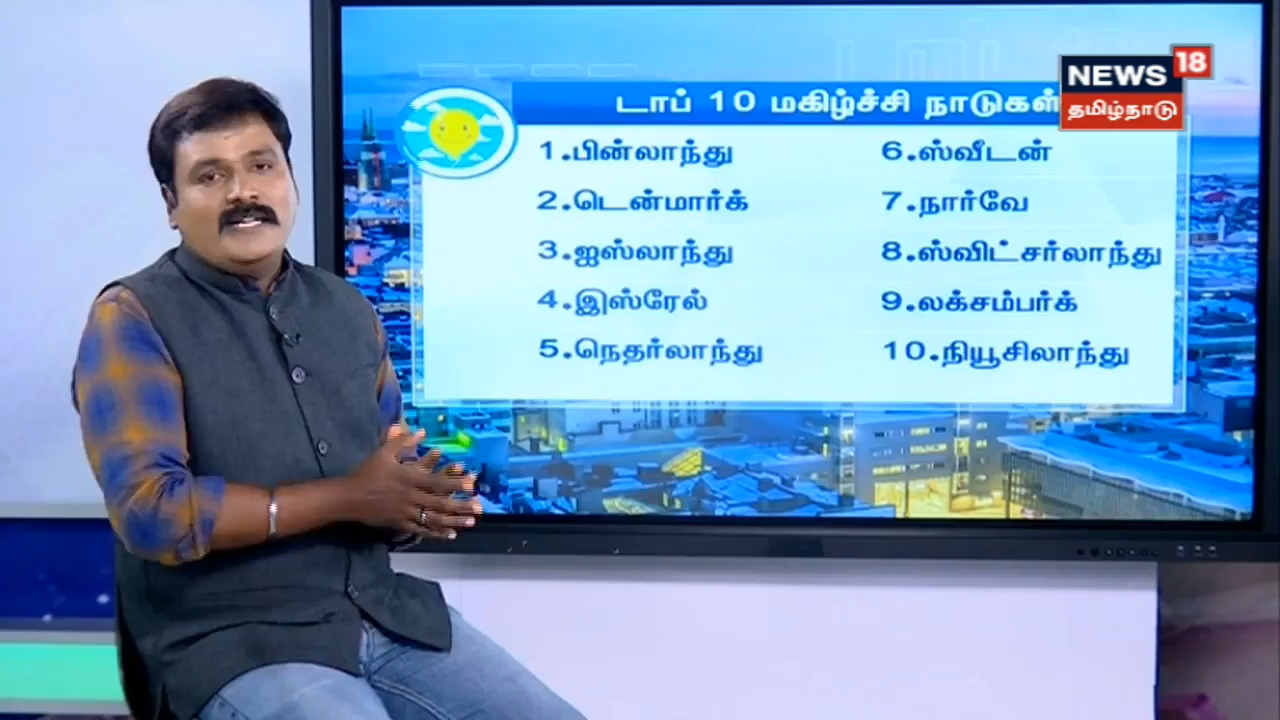 NEWS 18
தமிழ்நாடு
டாப் 10 மகிழ்ச்சி நாடுகள்
1.பின்லாந்து
2.டென்மார்க்
3.ஐஸ்லாந்து
4.இஸ்ரேல்
5.நெதர்லாந்து
6.ஸ்வீடன்
7.நார்வே
8.ஸ்விட்சர்லாந்து
9.லக்சம்பர்க்
10.நியூசிலாந்து